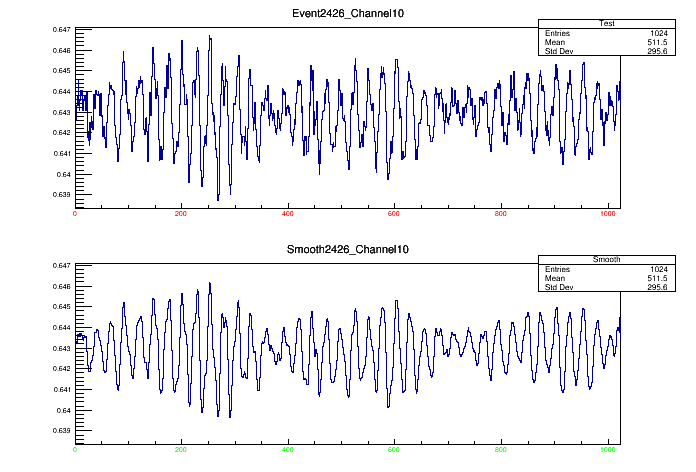 Event2426_Channel10
Test
Entries 1024
Mean 511.5
Std Dev 295.6
0.647
0.646
0.645
0.644
0.643
0.642
0.641
0.64
0.639
0 200 400 600 800 1000
Smooth2426_Channel10
Smooth
Entries 1024
Mean 511.5
Std Dev 295.6
0.647
0.646
0.645
0.644
0.643
0.642
0.641
0.64
0.639
0 200 400 600 800 1000